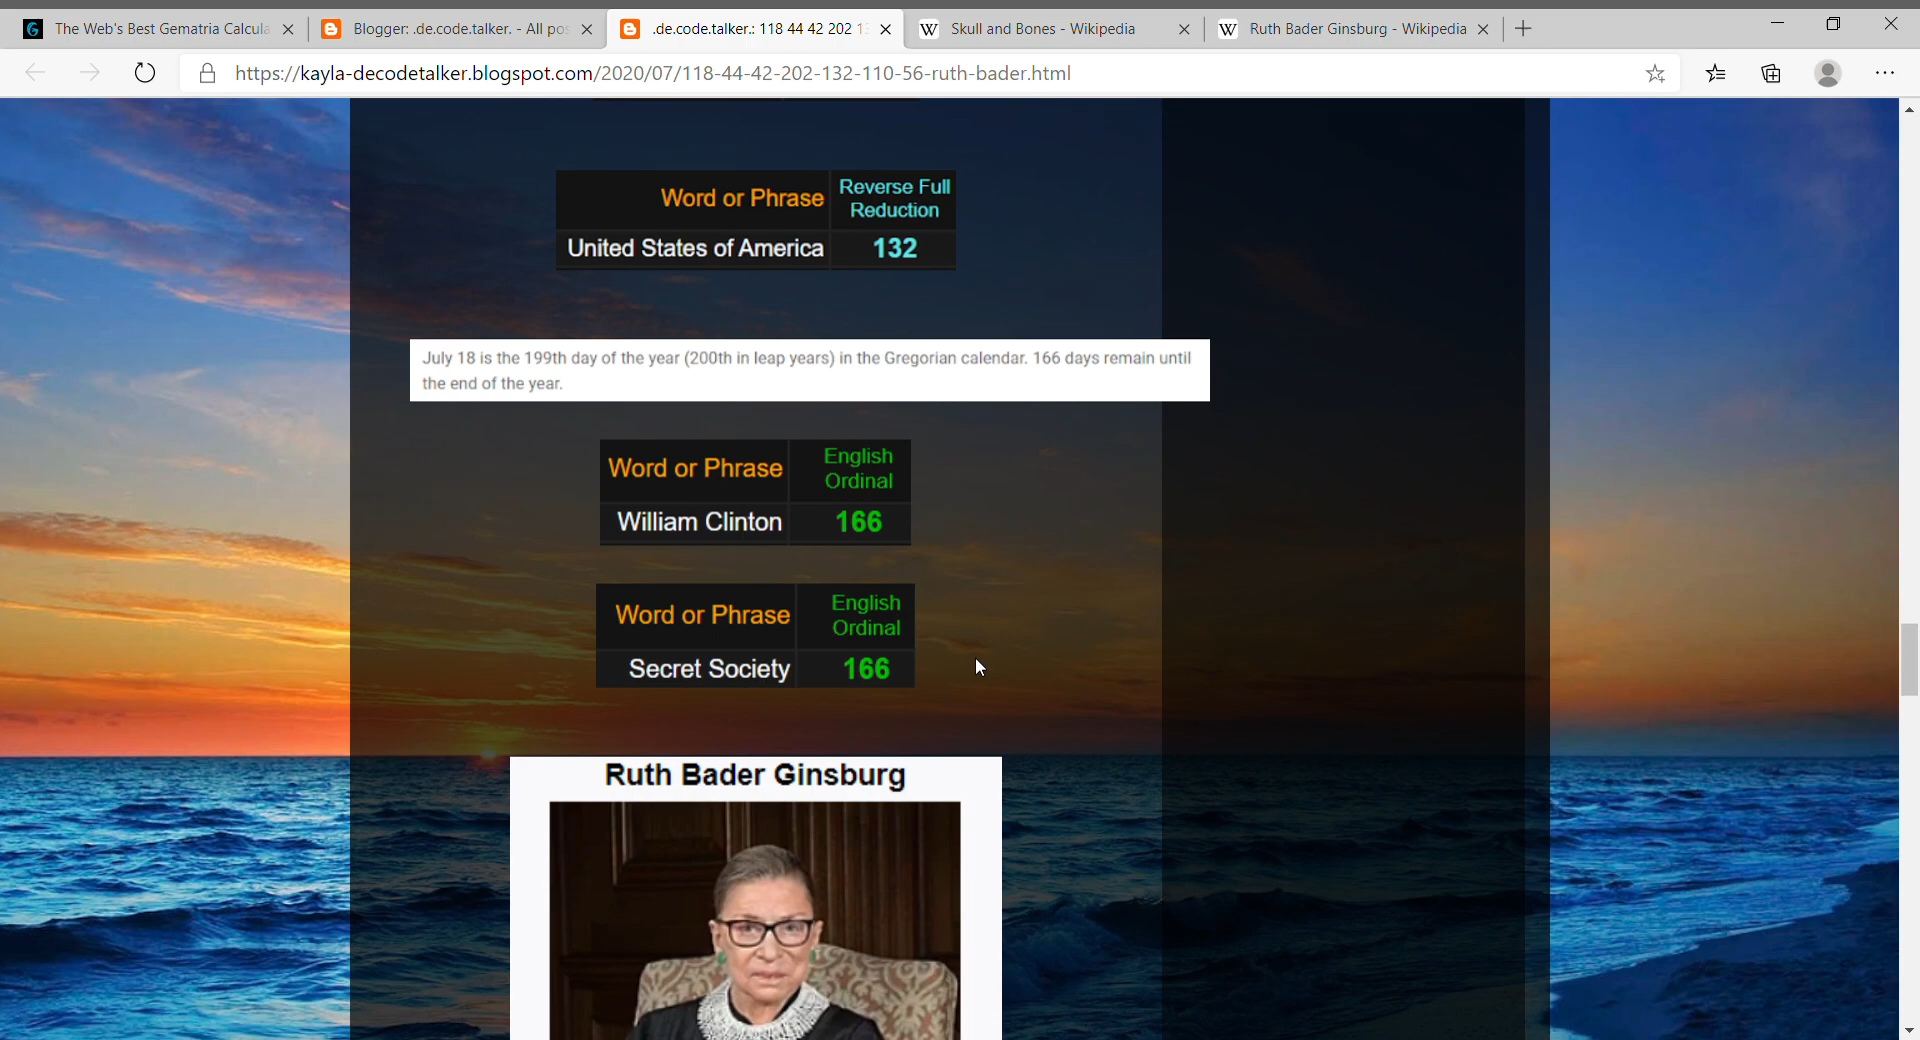 The Web's Best Gematria Calcula
Blogger: .de.code.talker. - All pos
.de.code.talker.: 118 44 42 202 1
Skull and Bones - Wikipedia
Ruth Bader Ginsburg - Wikipedia
https://kayla-decodetalker.blogspot.com/2020/07/118-44-42-202-132-110-56-ruth-bader.html
Word or Phrase Reverse Full
Reduction
United States of America 132
July 18 is the 199th day of the year (200th in leap years) in the Gregorian calendar. 166 days remain until
the end of the year.
Word or Phrase English
Ordinal
William Clinton 166
Word or Phrase English
Ordinal
Secret Society 166
Ruth Bader Ginsburg